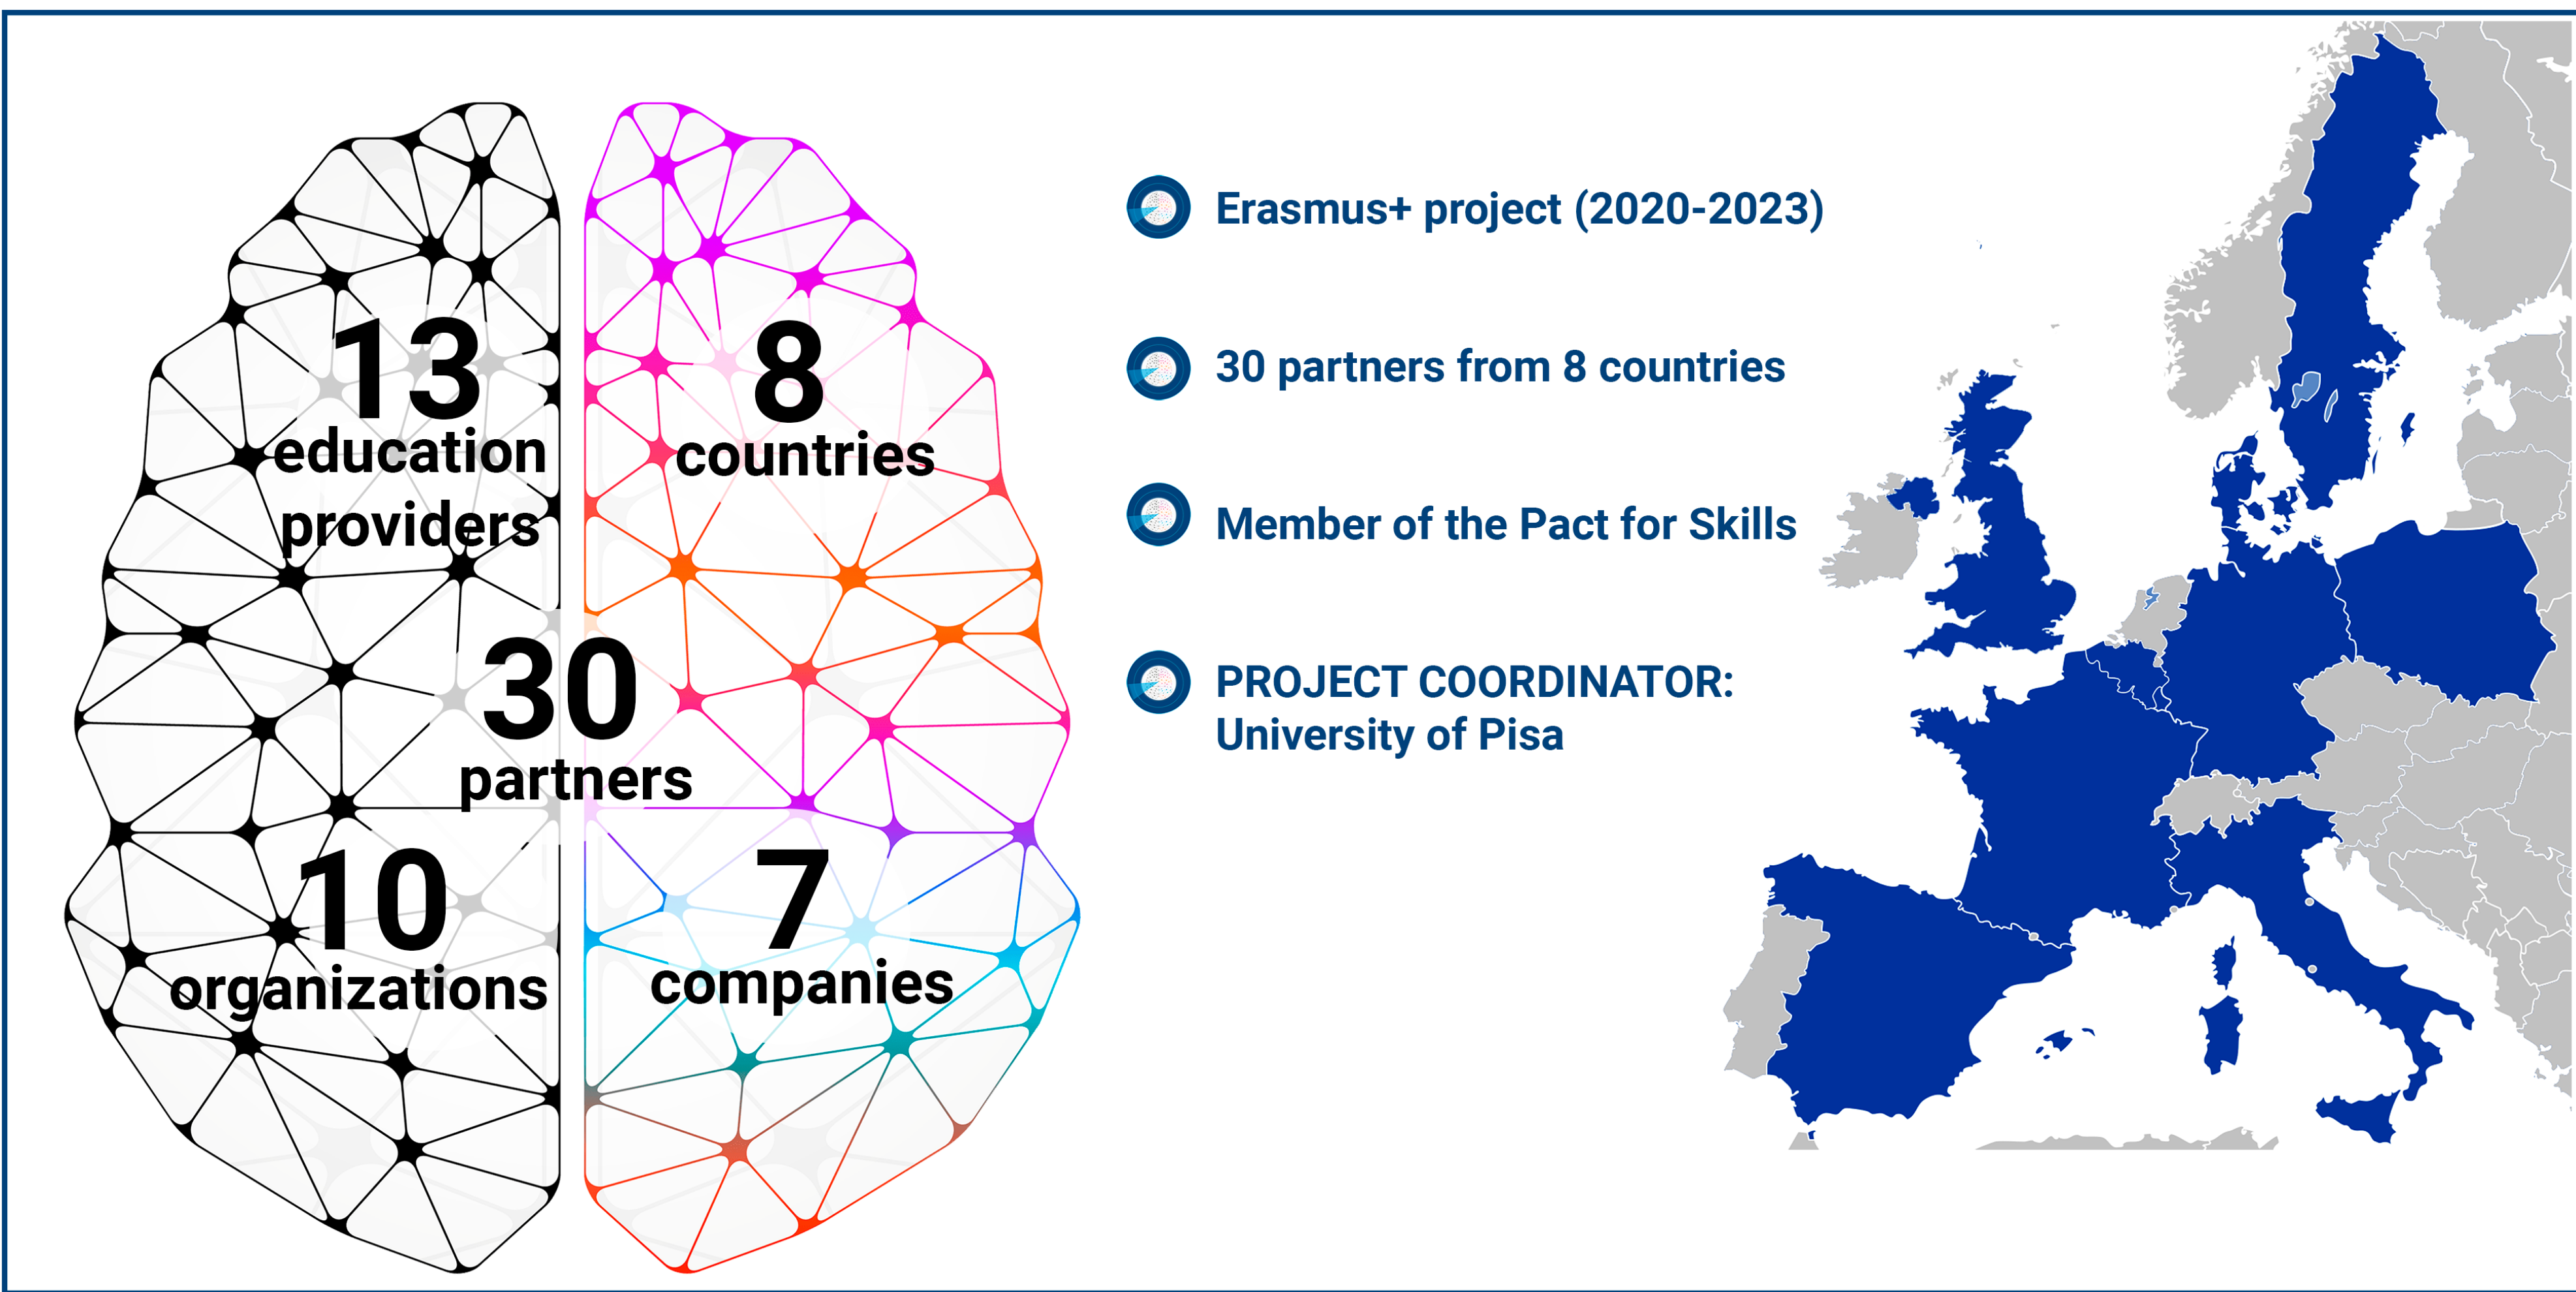 13
education
providers
8
countries
30
partners
10
organizations
7
companies
Erasmus+ project (2020-2023)
30 partners from 8 countries
Member of the Pact for Skills
PROJECT COORDINATOR:
University of Pisa